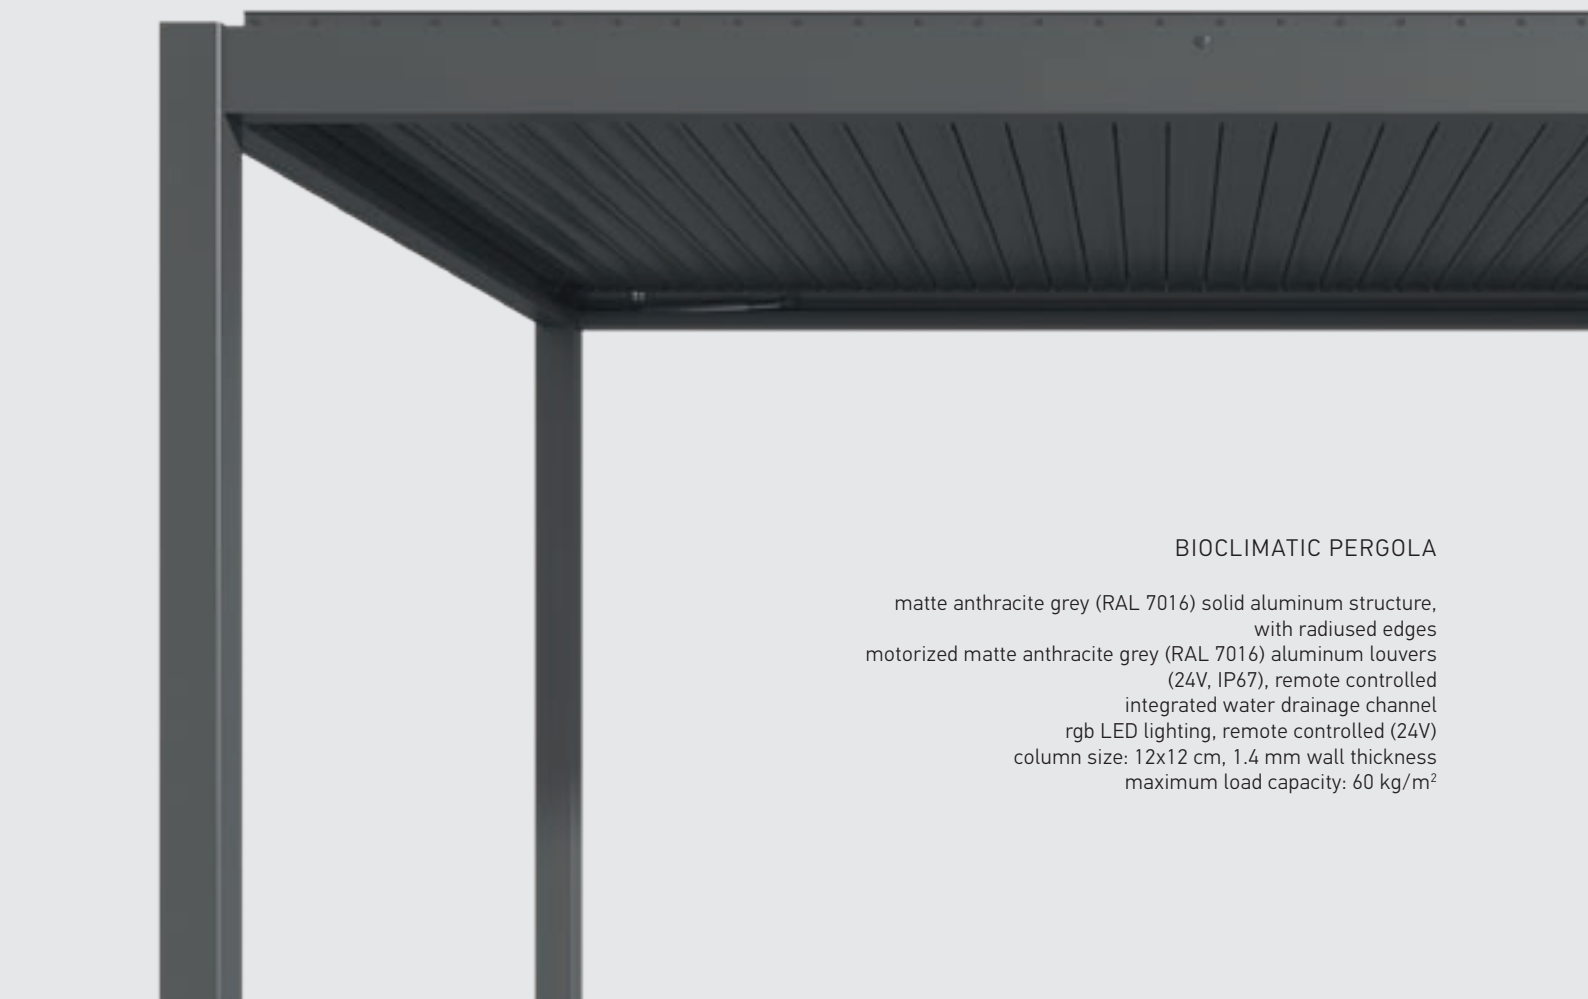 BIOCLIMATIC PERGOLA
matte anthracite grey (RAL 7016) solid aluminum structure,
with radiused edges
motorized matte anthracite grey (RAL 7016) aluminum louvers
(24V, IP67), remote controlled
integrated water drainage channel
rgb LED lighting, remote controlled (24V)
column size: 12x12 cm, 1.4 mm wall thickness
maximum load capacity: 60 kg/m²